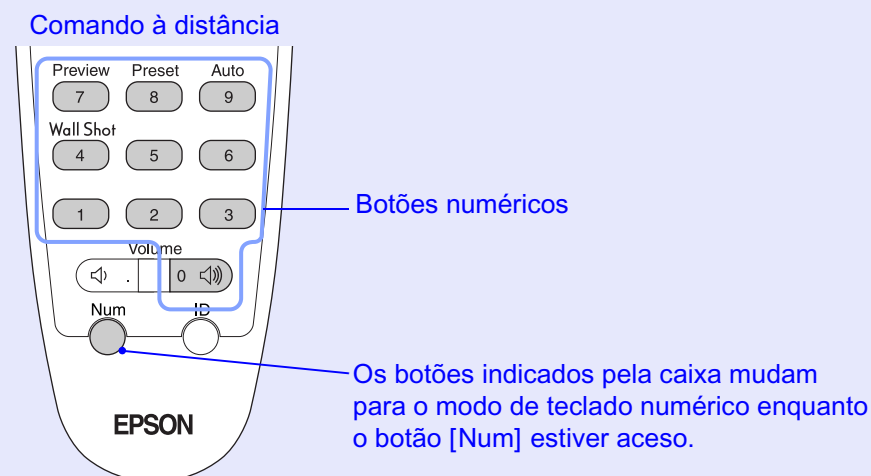 Comando à distância
Preview Preset Auto
7 8 9
Wall Shot
4 5 6
1 2 3
Botões numéricos
Volume
. 0
Num ID
Os botões indicados pela caixa mudam
para o modo de teclado numérico enquanto
o botão [Num] estiver aceso.
EPSON